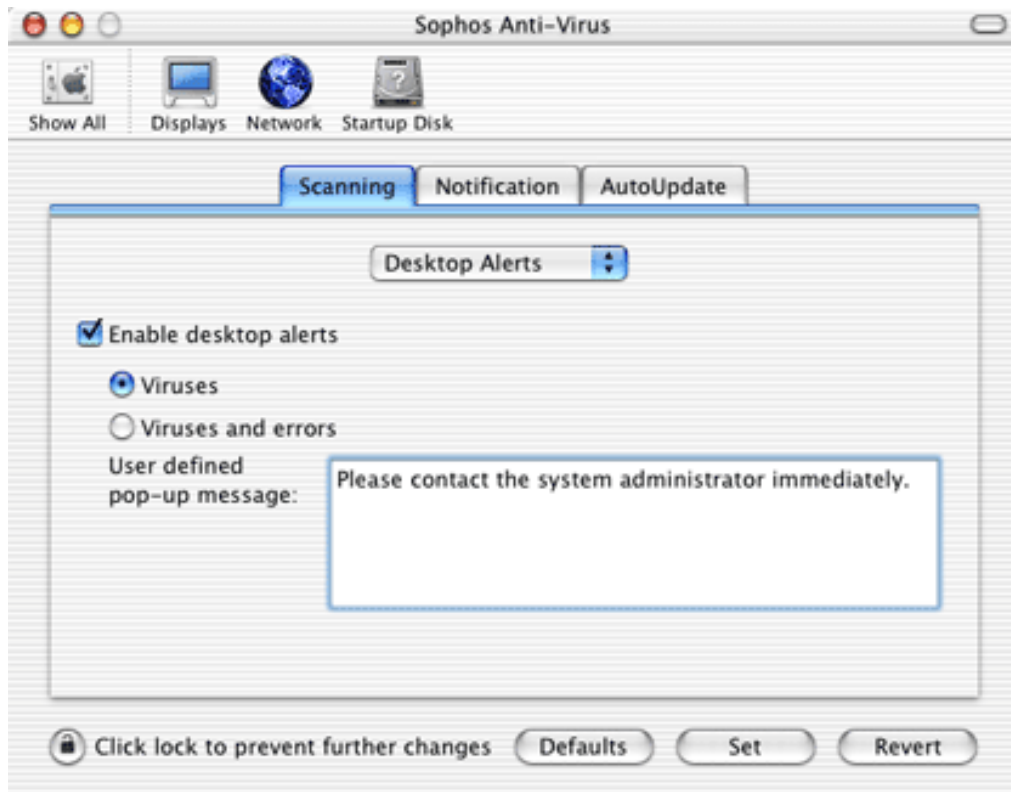 Sophos Anti-Virus
Show All
Displays
Network
Startup Disk
Scanning
Notification
AutoUpdate
Desktop Alerts
Enable desktop alerts
Viruses
Viruses and errors
User defined
pop-up message:
Please contact the system administrator immediately.
Click lock to prevent further changes
Defaults
Set
Revert